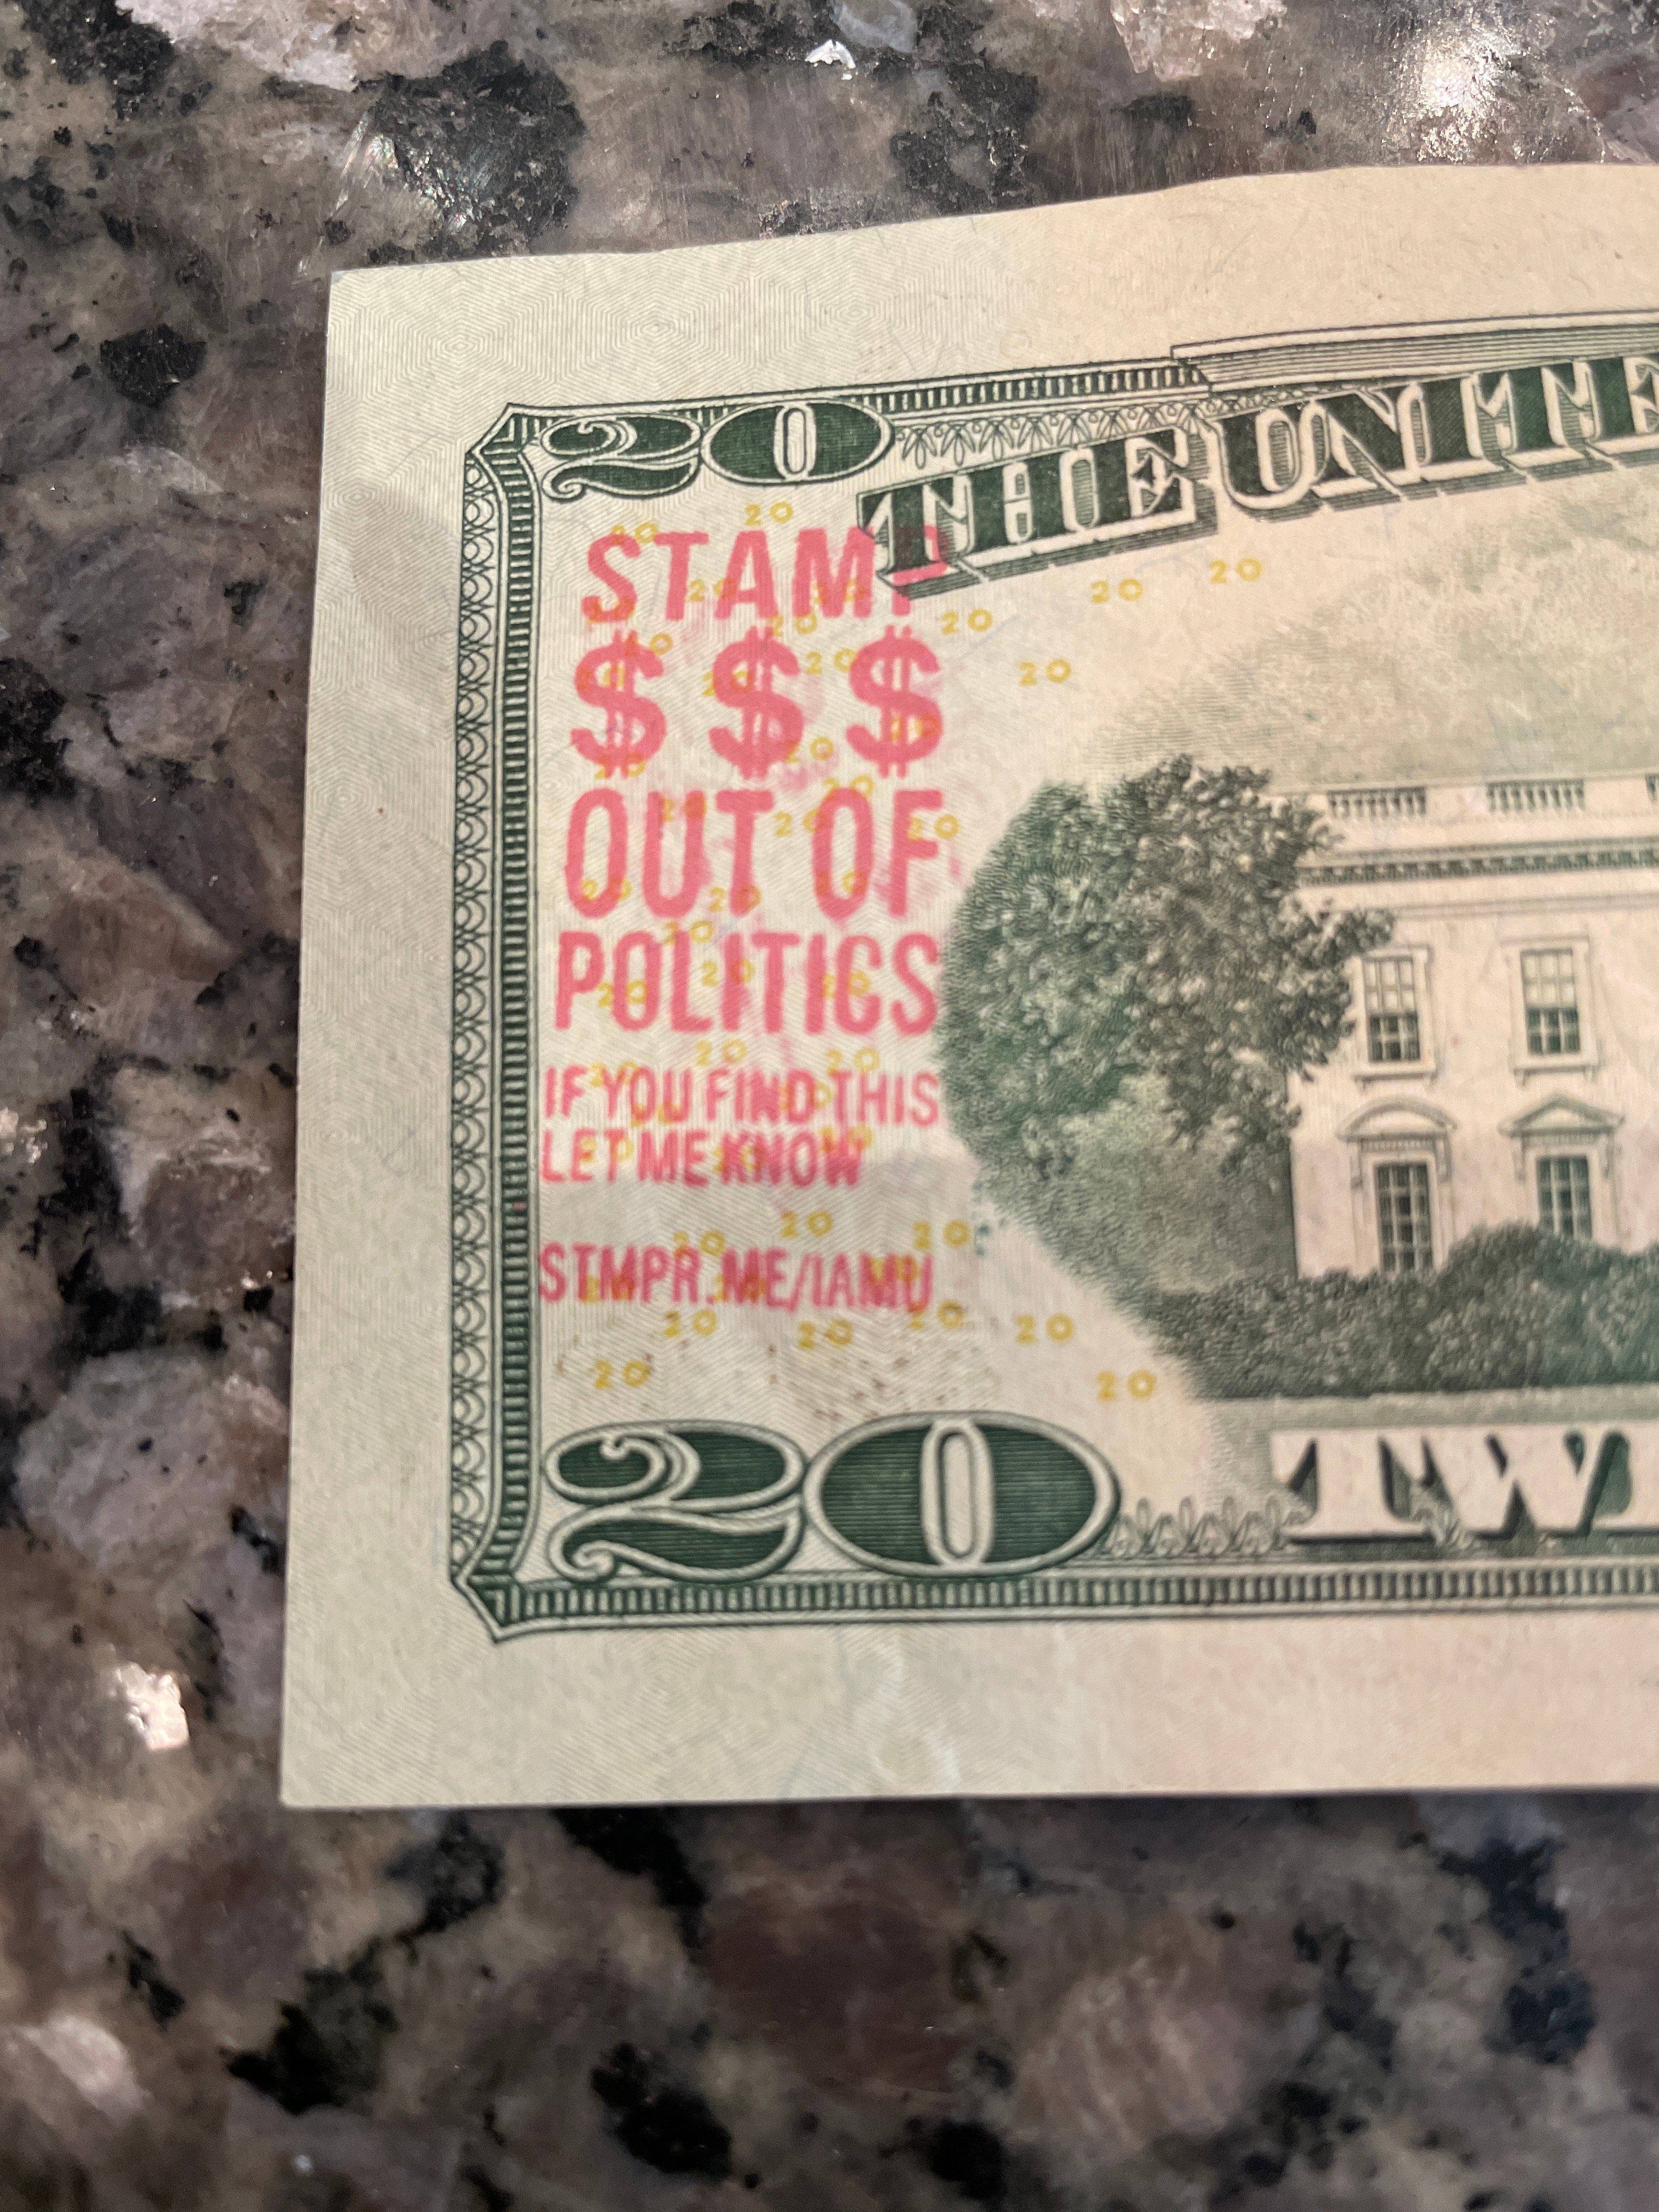 20
THE UNITE
STAMP
$$$
OUT OF
POLITICS
IF YOU FIND THIS
LET ME KNOW
STMPR.ME/IAMU
20
TW